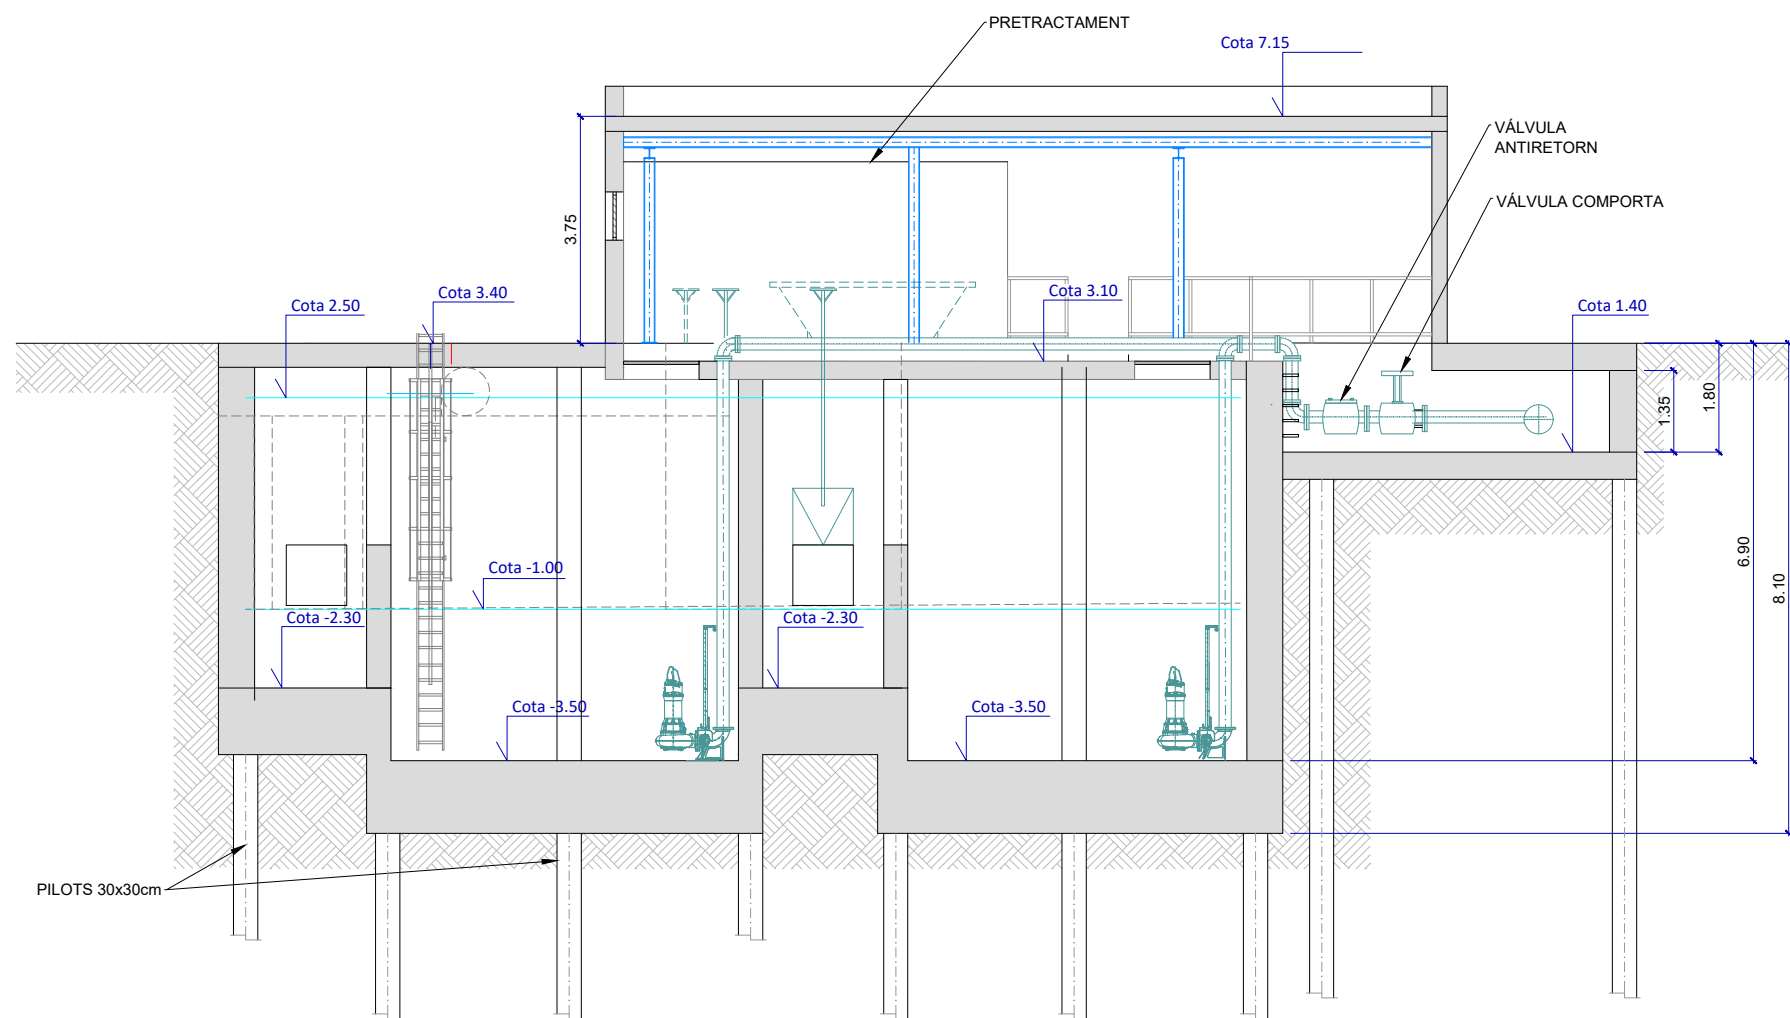 PRETRACTAMENT
Cota 7.15
VÁLVULA
ANTIRETORN
VÁLVULA COMPORTA
3.75
Cota 3.40
Cota 2.50
Cota 3.10
Cota 1.40
1.35
1.80
6.90
8.10
Cota -1.00
Cota -2.30
Cota -2.30
Cota -3.50
Cota -3.50
PILOTS 30x30cm